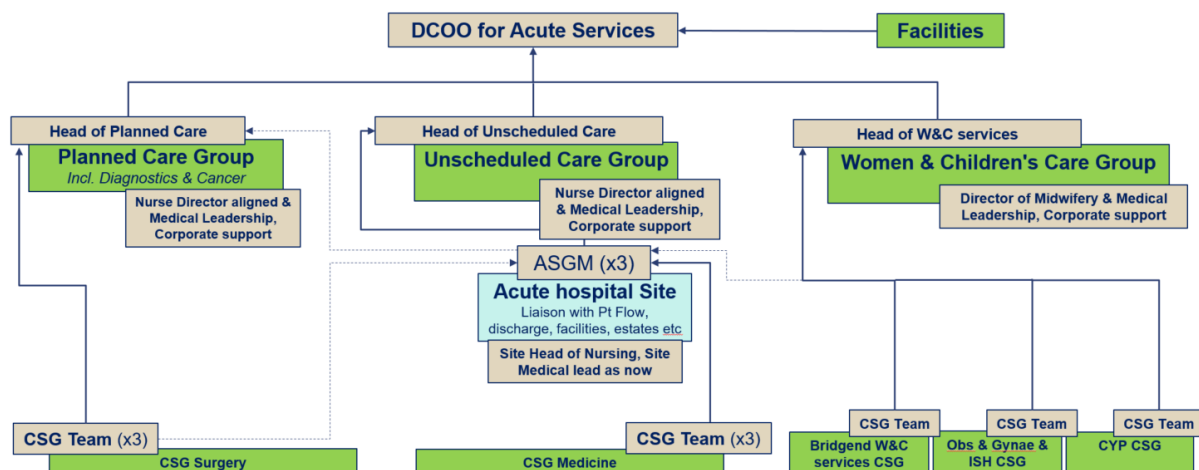 DCOO for Acute Services
Facilities
Head of Planned Care
Planned Care Group
Incl. Diagnostics & Cancer
Nurse Director aligned &
Medical Leadership,
Corporate support
Head of Unscheduled Care
Unscheduled Care Group
Nurse Director aligned
& Medical Leadership,
Corporate support
Head of W&C services
Women & Children's Care Group
Director of Midwifery & Medical
Leadership, Corporate support
ASGM (x3)
Acute hospital Site
Liaison with Pt Flow,
discharge, facilities, estates etc
Site Head of Nursing, Site
Medical lead as now
CSG Team (x3)
CSG Surgery
CSG Team (x3)
CSG Medicine
CSG Team
Bridgend W&C
services CSG
CSG Team
Obs & Gynae &
ISH CSG
CSG Team
CYP CSG